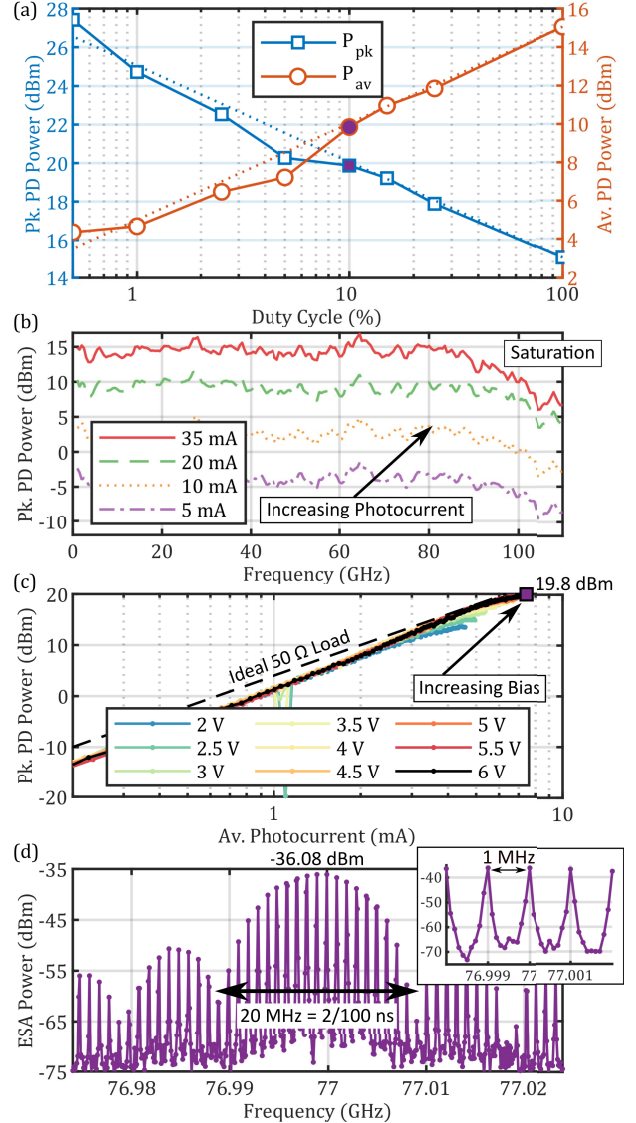 (a)
28
26
24
22
20
18
16
14
Pk. PD Power (dBm)
P pk
P av
16
14
12
10
8
6
4
2
Av. PD Power (dBm)
1
10
100
Duty Cycle (%)
(b)
15
10
5
0
-5
-10
Pk. PD Power (dBm)
Saturation
35 mA
20 mA
10 mA
5 mA
Increasing Photocurrent
0
20
40
60
80
100
Frequency (GHz)
(c)
20
10
0
-10
-20
Pk. PD Power (dBm)
19.8 dBm
Ideal 50 Ω Load
Increasing Bias
2 V
3.5 V
5 V
2.5 V
4 V
5.5 V
3 V
4.5 V
6 V
1
10
Av. Photocurrent (mA)
(d)
-36.08 dBm
-35
-45
-55
-65
-75
ESA Power (dBm)
20 MHz = 2/100 ns
1 MHz
-40
-50
-60
-70
76.999
77
77.001
76.98
76.99
77
77.01
77.02
Frequency (GHz)